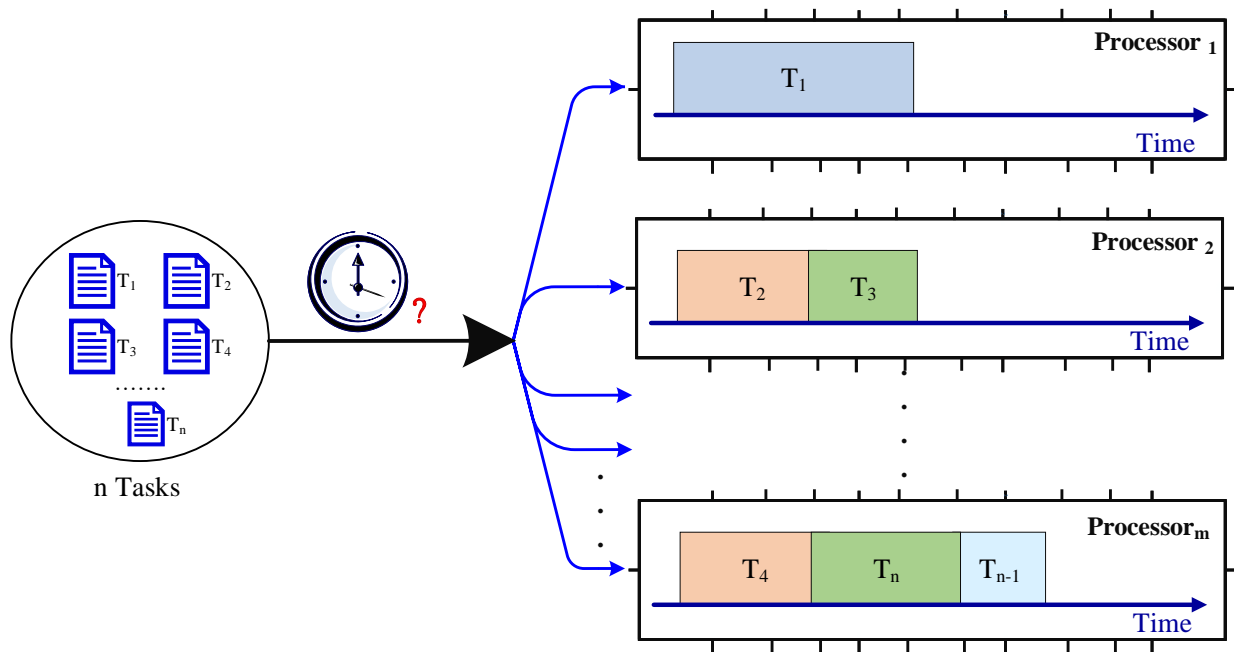 T₁ T₂
T₃ T₄
.......
Tₙ
n Tasks
?
Processor ₁
T₁
Time
Processor ₂
T₂ T₃
Time
Processorₘ
T₄ Tₙ Tₙ₋₁
Time